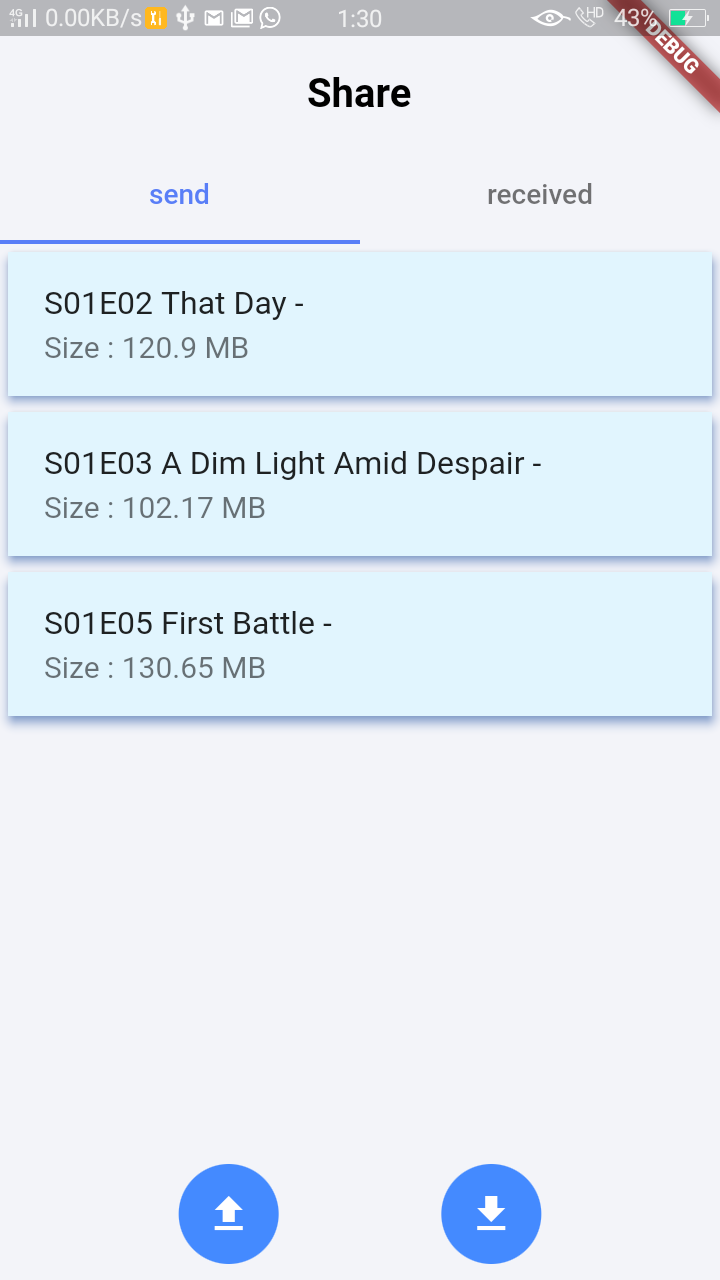 4G 0.00KB/s 1:30 HD 43%
DEBUG
Share
send received
S01E02 That Day -
Size : 120.9 MB
S01E03 A Dim Light Amid Despair -
Size : 102.17 MB
S01E05 First Battle -
Size : 130.65 MB